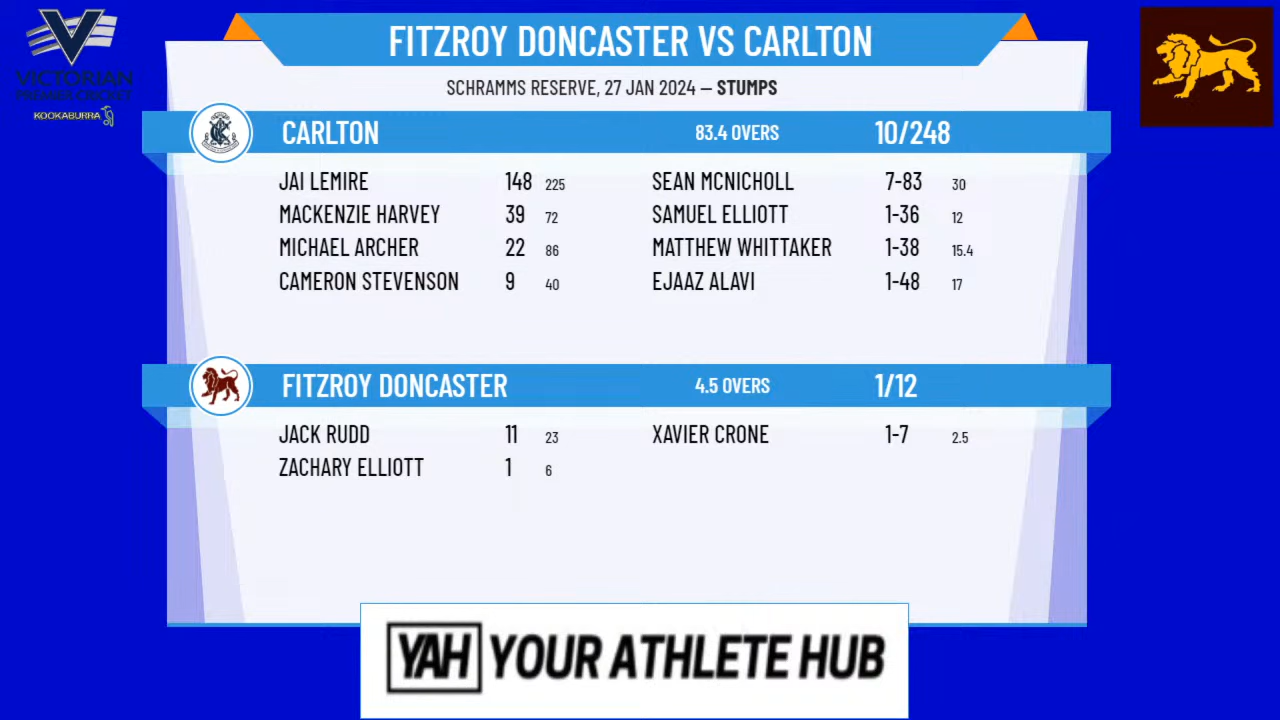 FITZROY DONCASTER VS CARLTON
SCHRAMMS RESERVE, 27 JAN 2024 – STUMPS
VICTORIAN
PREMIER CRICKET
KOOKABURRA
CARLTON 83.4 OVERS 10/248
JAI LEMIRE 148 225 SEAN MCNICHOLL 7-83 30
MACKENZIE HARVEY 39 72 SAMUEL ELLIOTT 1-36 12
MICHAEL ARCHER 22 86 MATTHEW WHITTAKER 1-38 15.4
CAMERON STEVENSON 9 40 EJAAZ ALAVI 1-48 17
FITZROY DONCASTER 4.5 OVERS 1/12
JACK RUDD 11 23 XAVIER CRONE 1-7 2.5
ZACHARY ELLIOTT 1 6
YAH YOUR ATHLETE HUB